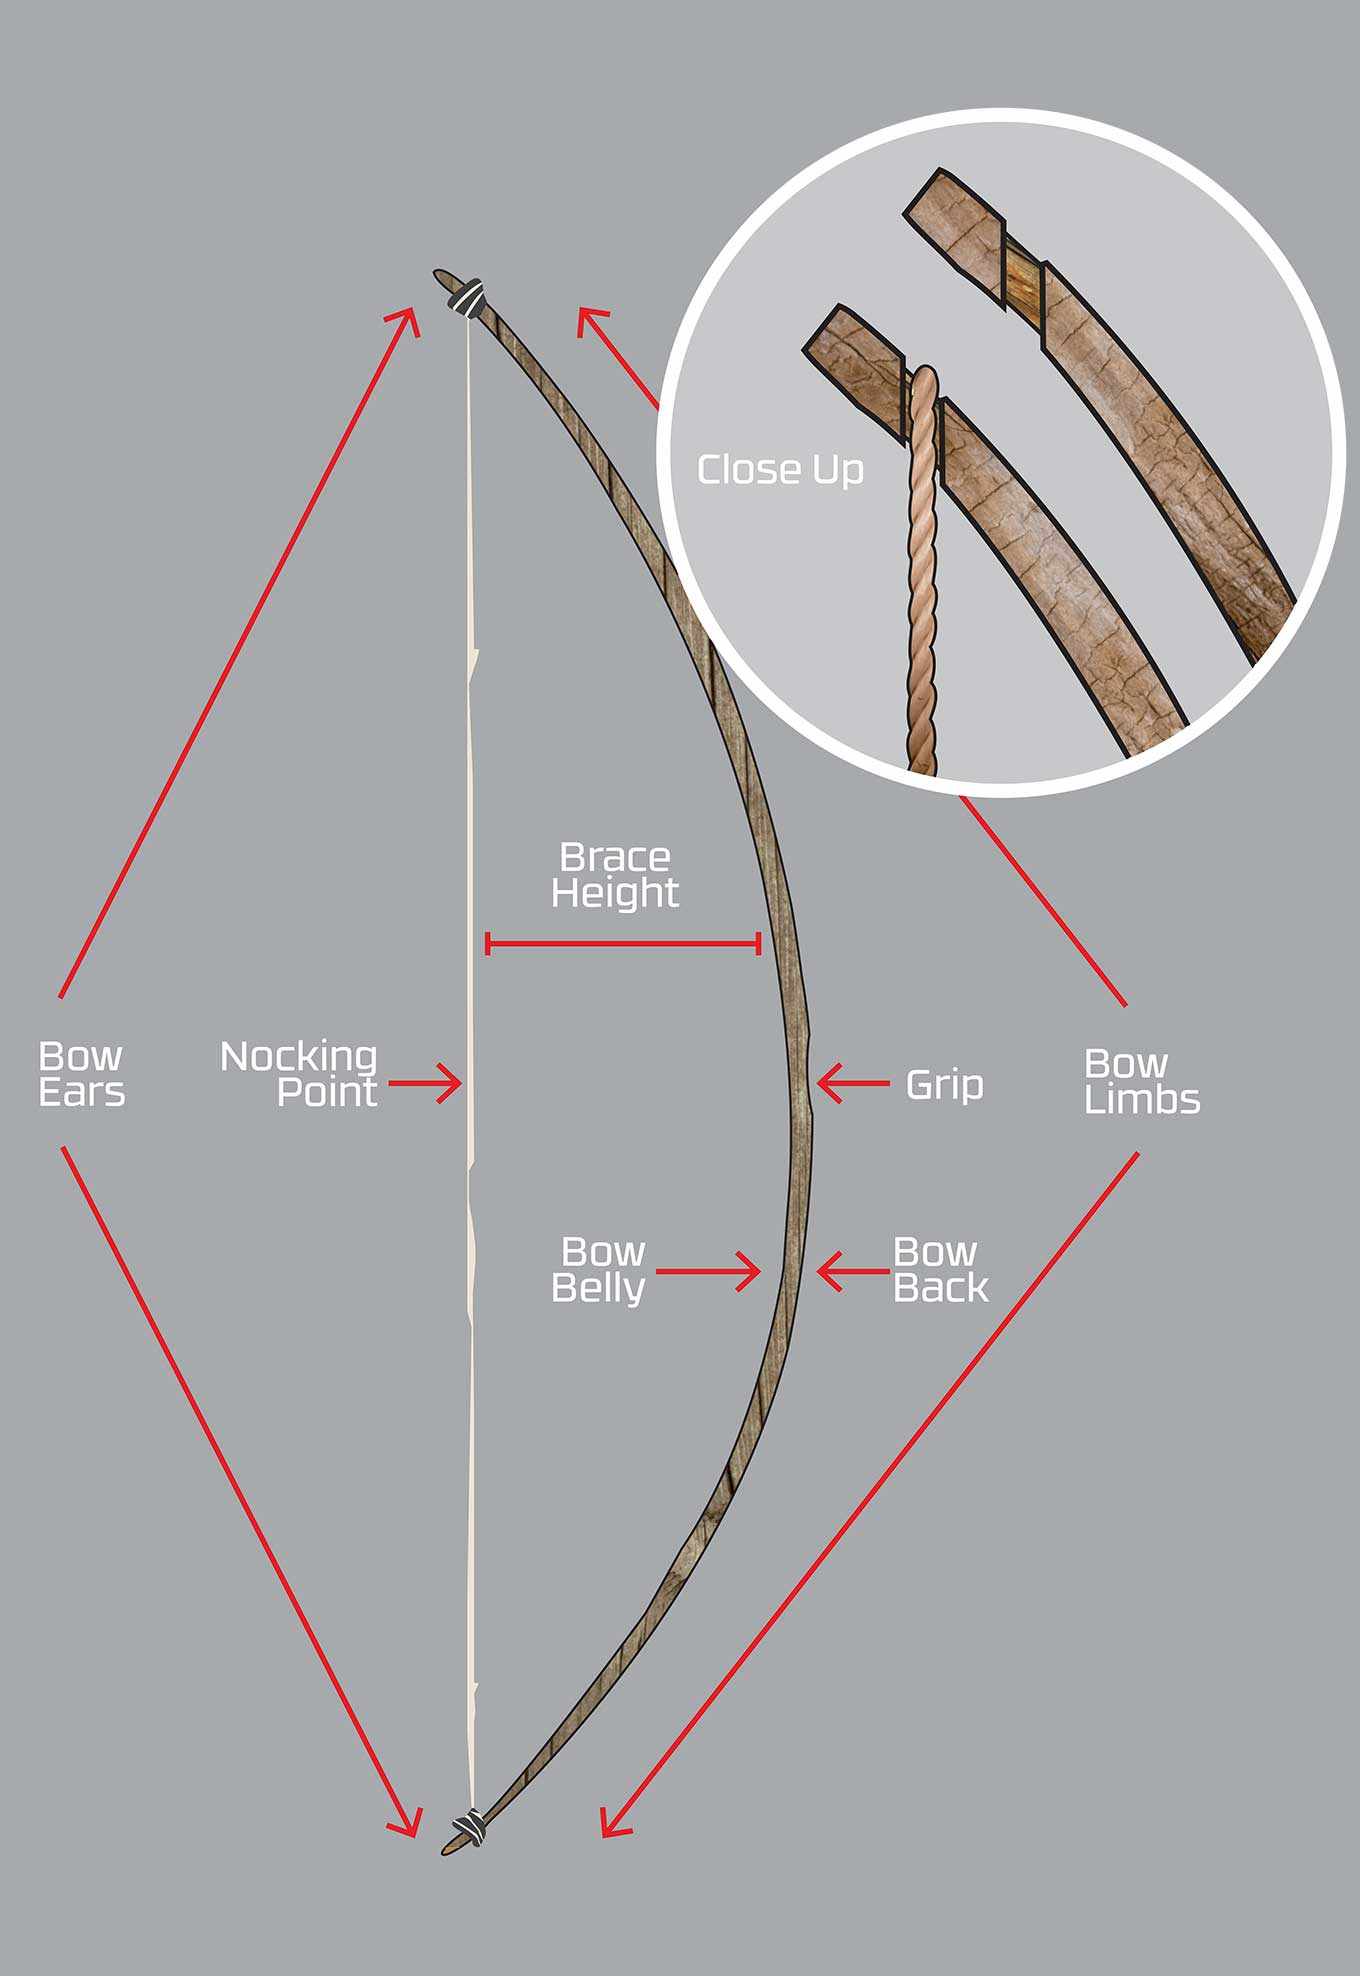 Close Up
Brace
Height
Bow
Ears
Nocking
Point
Grip
Bow
Limbs
Bow
Belly
Bow
Back